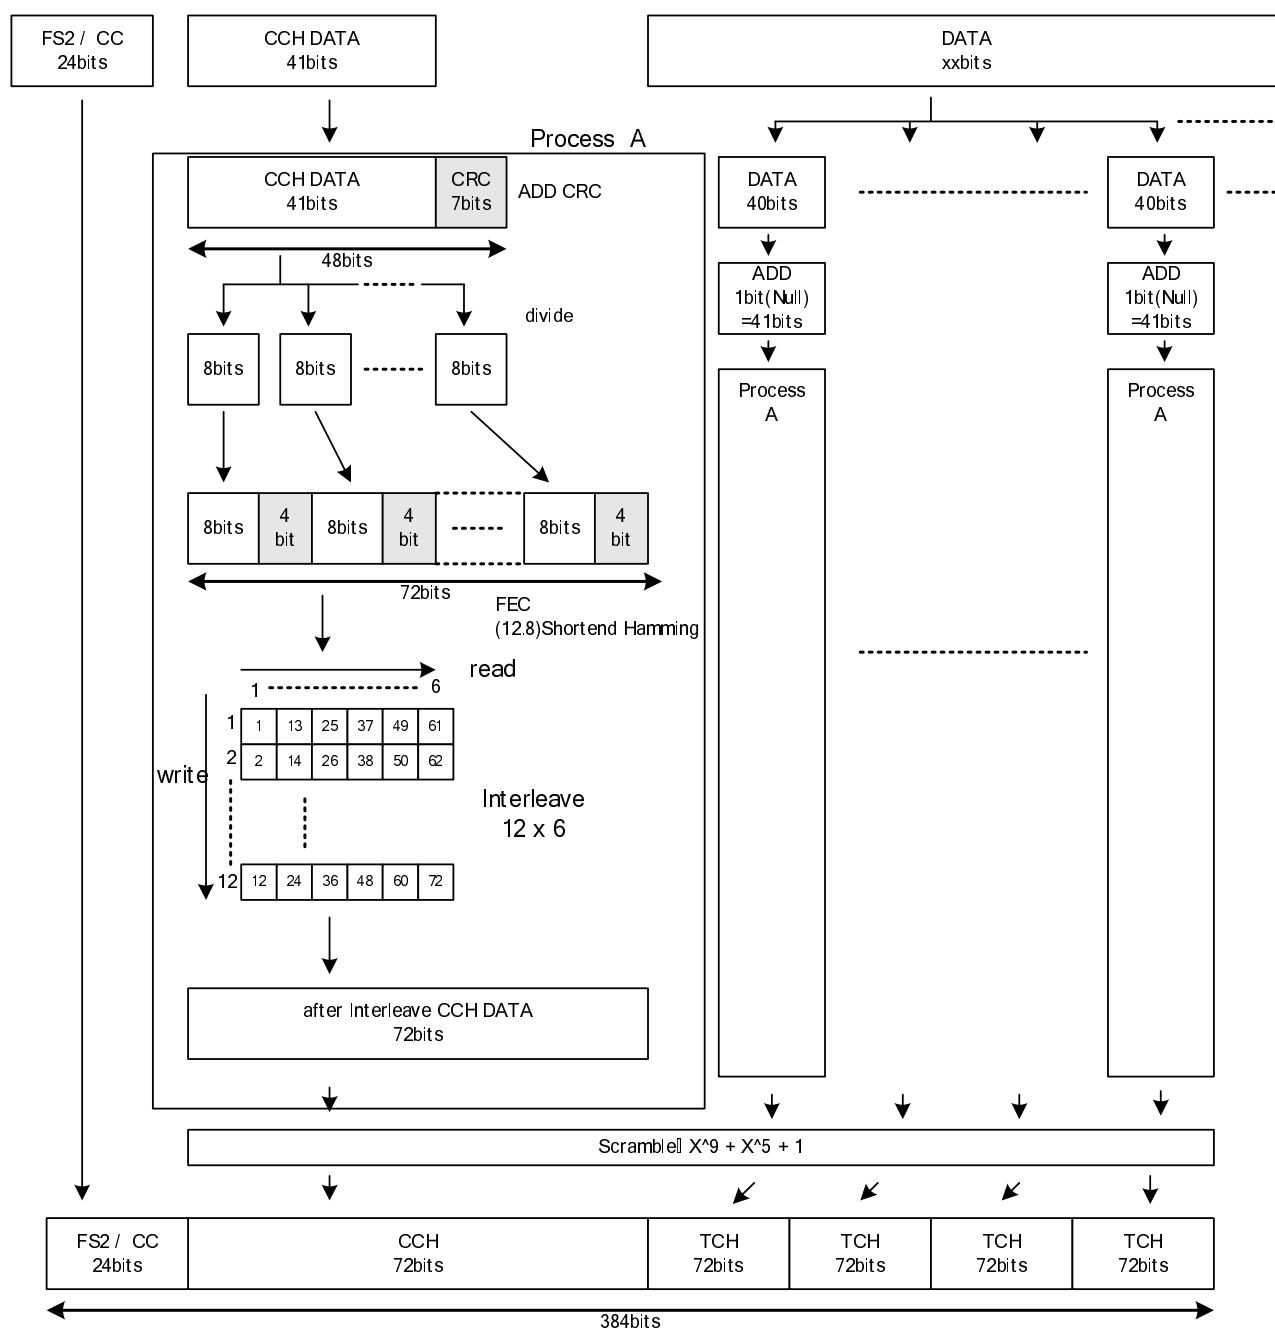 FS2 / CC
24bits
CCH DATA
41bits
DATA
xxbits
Process A
CCH DATA
41bits
CRC
7bits
ADD CRC
48bits
divide
8bits
8bits
8bits
8bits
4
bit
8bits
4
bit
8bits
4
bit
72bits
FEC
(12.8)Shortend Hamming
read
1
6
write
1
1 13 25 37 49 61
2
2 14 26 38 50 62
Interleave
12 x 6
12
12 24 36 48 60 72
after Interleave CCH DATA
72bits
DATA
40bits
ADD
1bit(Null)
=41bits
Process
A
DATA
40bits
ADD
1bit(Null)
=41bits
Process
A
Scramble▯ X^9 + X^5 + 1
FS2 / CC
24bits
CCH
72bits
TCH
72bits
TCH
72bits
TCH
72bits
TCH
72bits
384bits